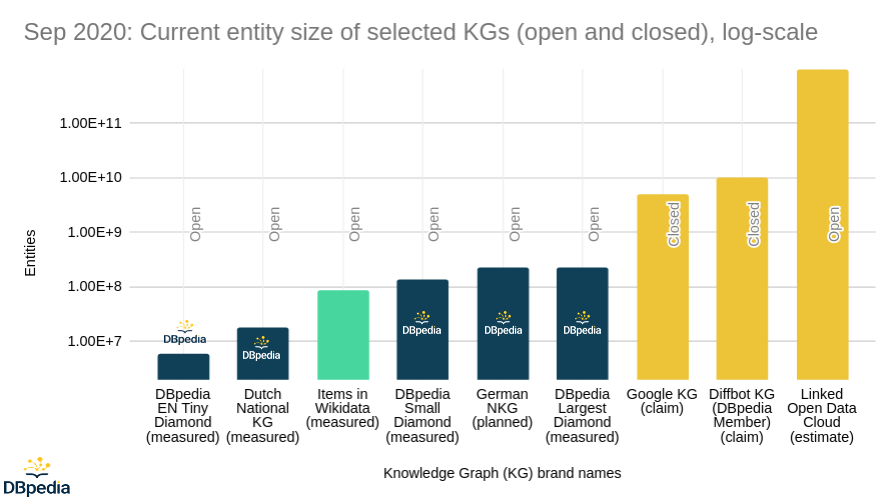 Sep 2020: Current entity size of selected KGs (open and closed), log-scale
1.00E+11
1.00E+10
1.00E+9
1.00E+8
1.00E+7
Entities
Open
Open
Open
Open
Open
Open
Closed
Closed
Open
DBpedia
DBpedia
DBpedia
DBpedia
DBpedia
DBpedia
EN Tiny
Diamond
(measured)
Dutch
National
KG
(measured)
Items in
Wikidata
(measured)
DBpedia
Small
Diamond
(measured)
German
NKG
(planned)
DBpedia
Largest
Diamond
(measured)
Google KG
(claim)
Diffbot KG
(DBpedia
Member)
(claim)
Linked
Open Data
Cloud
(estimate)
Knowledge Graph (KG) brand names
DBpedia